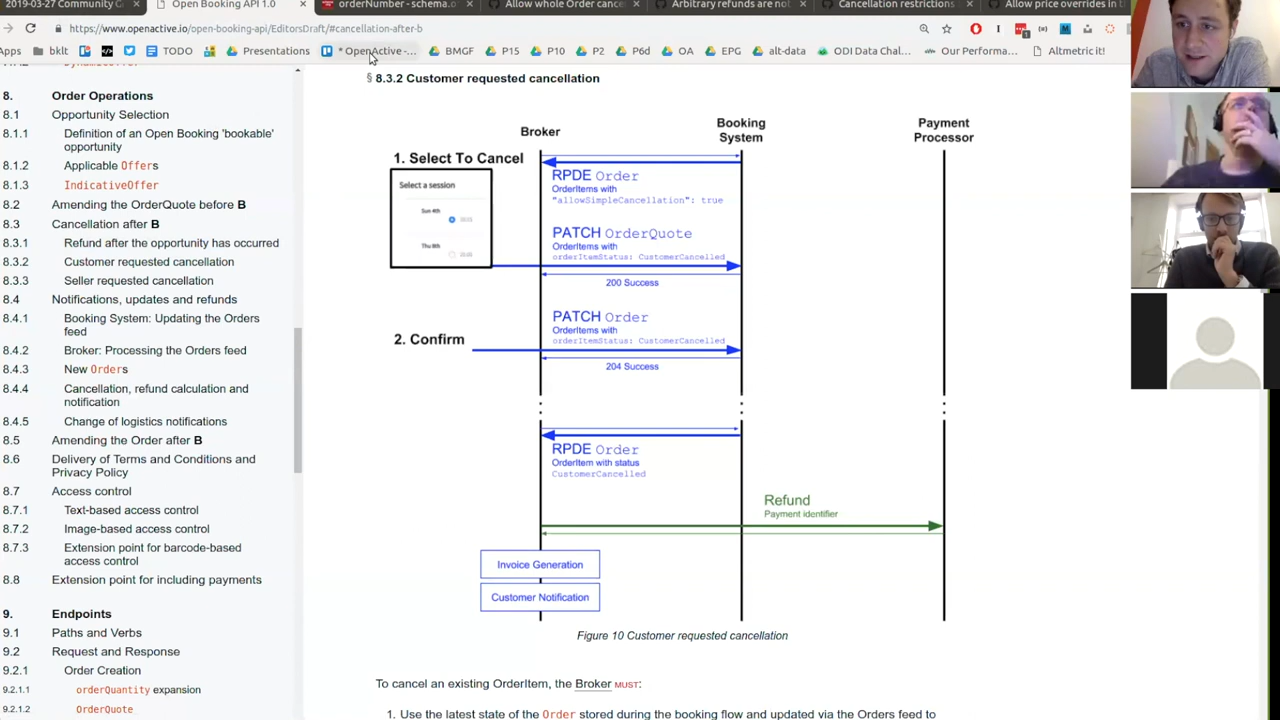 2019-03-27 Community G
Open Booking API 1.0
orderNumber - schema.o
Allow whole Order cance
Arbitrary refunds are not
Cancellation restrictions
Allow price overrides in t
https://www.openactive.io/open-booking-api/EditorsDraft/#cancellation-after-b
Apps
bklt
TODO
Presentations
* OpenActive -...
BMGF
P15
P10
P2
P6d
OA
EPG
alt-data
ODI Data Chal...
Our Performa...
Altmetric it!
DynamicOffer
8. Order Operations
8.1 Opportunity Selection
8.1.1 Definition of an Open Booking 'bookable'
opportunity
8.1.2 Applicable Offers
8.1.3 IndicativeOffer
8.2 Amending the OrderQuote before B
8.3 Cancellation after B
8.3.1 Refund after the opportunity has occurred
8.3.2 Customer requested cancellation
8.3.3 Seller requested cancellation
8.4 Notifications, updates and refunds
8.4.1 Booking System: Updating the Orders
feed
8.4.2 Broker: Processing the Orders feed
8.4.3 New Orders
8.4.4 Cancellation, refund calculation and
notification
8.4.5 Change of logistics notifications
8.5 Amending the Order after B
8.6 Delivery of Terms and Conditions and
Privacy Policy
8.7 Access control
8.7.1 Text-based access control
8.7.2 Image-based access control
8.7.3 Extension point for barcode-based
access control
8.8 Extension point for including payments
9. Endpoints
9.1 Paths and Verbs
9.2 Request and Response
9.2.1 Order Creation
9.2.1.1 orderQuantity expansion
9.2.1.2 OrderQuote
§ 8.3.2 Customer requested cancellation
Broker
Booking
System
Payment
Processor
1. Select To Cancel
Select a session
Sun 4th
Thu 8th
RPDE Order
OrderItems with
"allowSimpleCancellation": true
PATCH OrderQuote
OrderItems with
orderItemStatus: CustomerCancelled
200 Success
PATCH Order
OrderItems with
orderItemStatus: CustomerCancelled
2. Confirm
204 Success
RPDE Order
OrderItem with status
CustomerCancelled
Refund
Payment identifier
Invoice Generation
Customer Notification
Figure 10 Customer requested cancellation
To cancel an existing OrderItem, the Broker MUST:
1. Use the latest state of the Order stored during the booking flow and updated via the Orders feed to